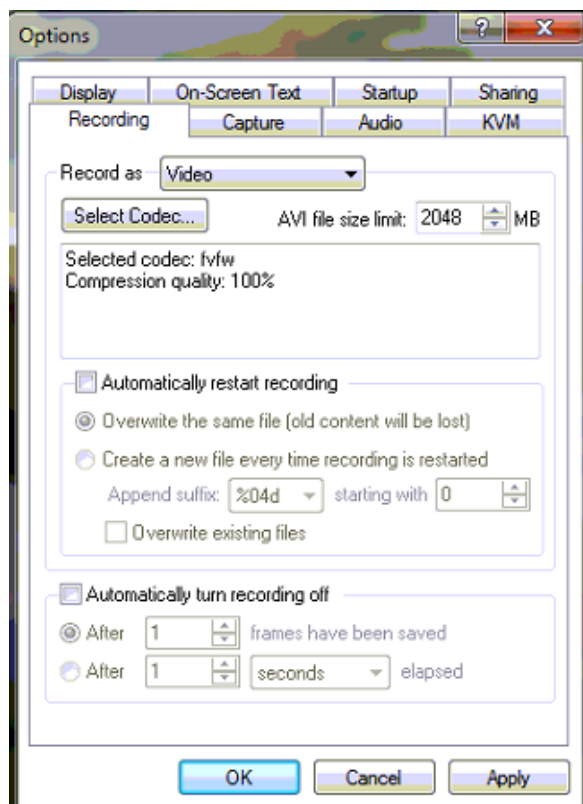 Options
Display On-Screen Text Startup Sharing
Recording Capture Audio KVM
Record as Video
Select Codec... AVI file size limit: 2048 MB
Selected codec: fvfw
Compression quality: 100%
Automatically restart recording
Overwrite the same file (old content will be lost)
Create a new file every time recording is restarted
Append suffix: %04d starting with 0
Overwrite existing files
Automatically turn recording off
After 1 frames have been saved
After 1 seconds elapsed
OK Cancel Apply